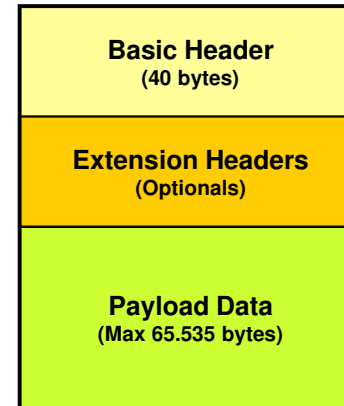 Basic Header
(40 bytes)
Extension Headers
(Optionals)
Payload Data
(Max 65.535 bytes)